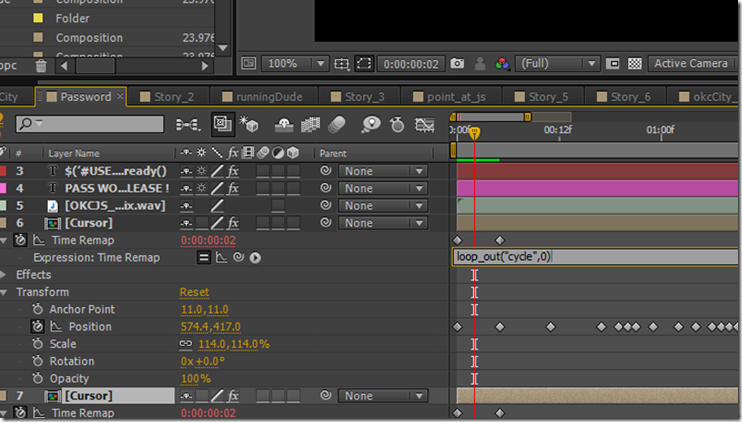 Folder
Composition 23.976
Composition 23.976
100% 0:00:00:02 (Full) Active Camera
City Password × Story_2 runningDude Story_3 point_at_js Story_5 Story_6 okcCity_
:00f 00:12f 01:00f
# Layer Name fx Parent
3 T $('#USE....ready() None
4 T PASS WO...LEASE ! None
5 [OKCJS_...ix.wav] None
6 [Cursor] fx None
Time Remap 0:00:00:02
Expression: Time Remap loop_out("cycle",0)
Effects
Transform Reset
Anchor Point 11.0,11.0
Position 574.4,417.0
Scale 114.0,114.0%
Rotation 0x+0.0°
Opacity 100%
7 [Cursor] fx None
Time Remap 0:00:00:02